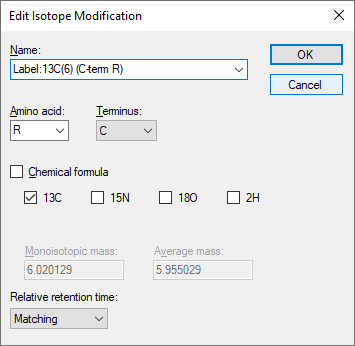 Edit Isotope Modification
Name:
Label:13C(6) (C-term R)
OK
Cancel
Amino acid:
Terminus:
R
C
Chemical formula
13C
15N
18O
2H
Monoisotopic mass:
Average mass:
6.020129
5.955029
Relative retention time:
Matching